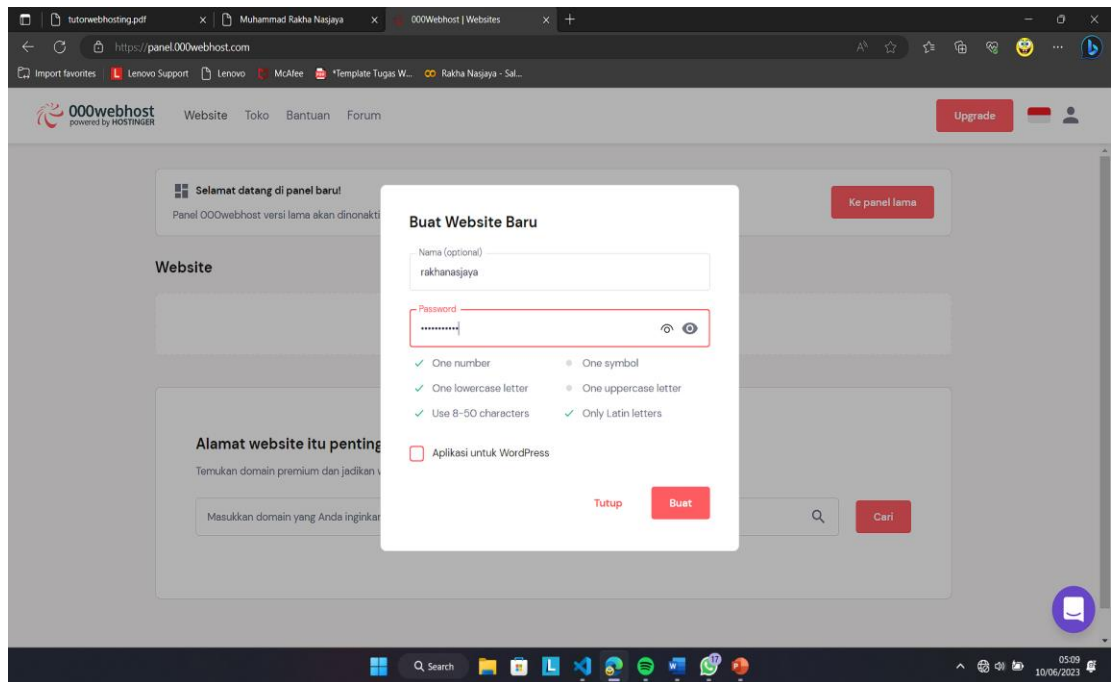 tutorwebhosting.pdf
Muhammad Rakha Nasjaya
000Webhost | Websites
https://panel.000webhost.com
Import favorites
Lenovo Support
Lenovo
McAfee
*Template Tugas W...
Rakha Nasjaya - Sal...
000webhost
powered by HOSTINGER
Website
Toko
Bantuan
Forum
Upgrade
Selamat datang di panel baru!
Panel 000webhost versi lama akan dinonakti
Ke panel lama
Website
Buat Website Baru
Nama (optional)
rakhanasjaya
Password
•••••••••••
One number
One symbol
One lowercase letter
One uppercase letter
Use 8-50 characters
Only Latin letters
Aplikasi untuk WordPress
Tutup
Buat
Alamat website itu penting
Temukan domain premium dan jadikan
Masukkan domain yang Anda inginkan
Cari
Search
17
05:09
10/06/2023